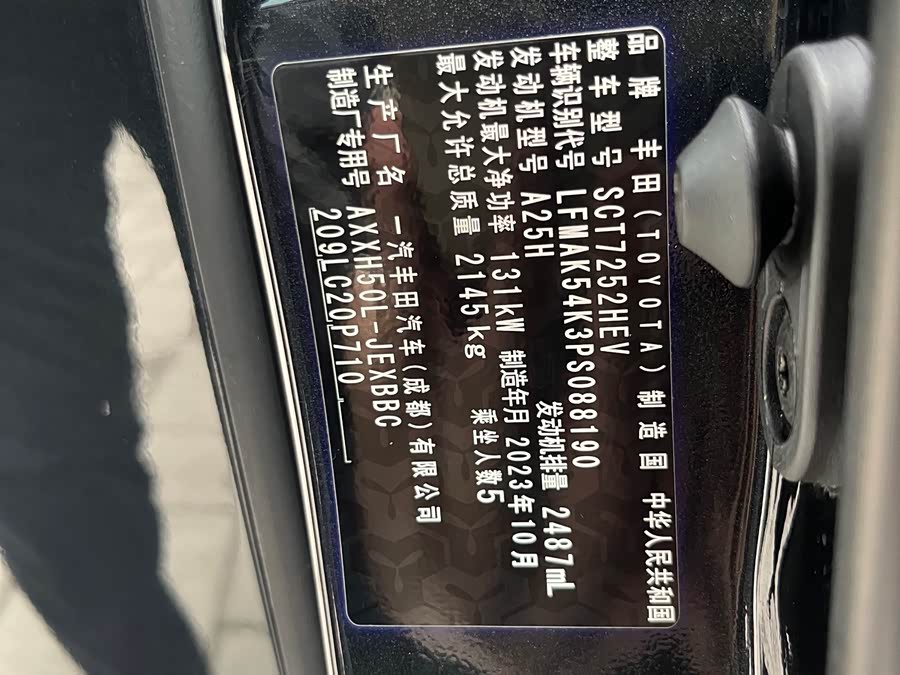 品牌 丰田(TOYOTA) 制造国 中华人民共和国
整车型号 SCT7252HEV
车辆识别代号 LFMAK54K3PS088190
发动机型号 A25H 发动机排量 2487mL
发动机最大净功率 131kW 制造年月 2023年10月
最大允许总质量 2145kg 乘坐人数5
生产厂名 一汽丰田汽车(成都)有限公司
制造厂专用号 AXXH50L-JEXBBC
209LC20P710